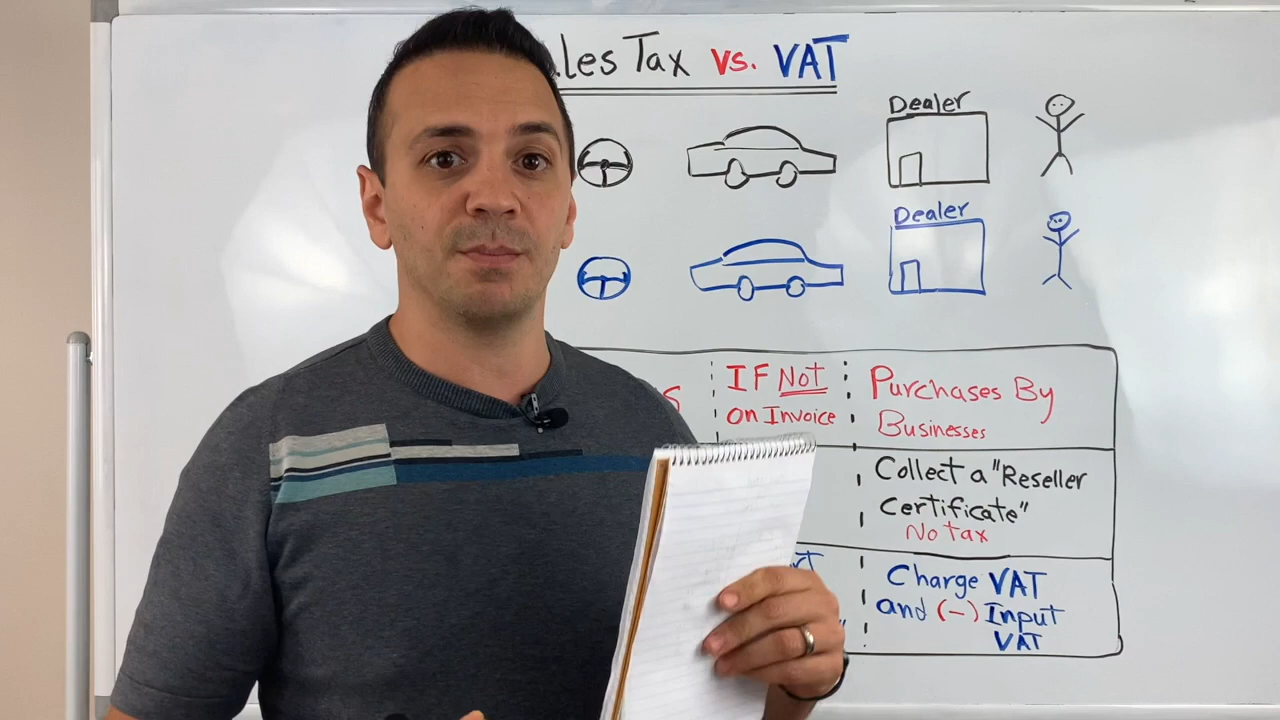 Tax vs. VAT
Dealer
Dealer
IF Not
on Invoice
Purchases By
Businesses
Collect a "Reseller
Certificate"
No tax
Charge VAT
and (-) Input
VAT